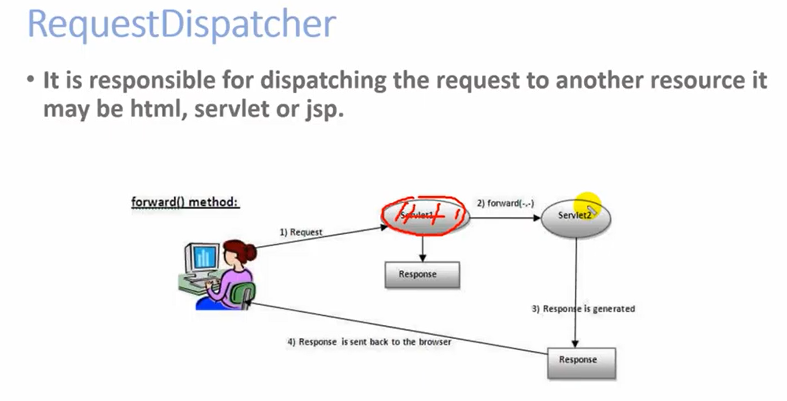 RequestDispatcher
• It is responsible for dispatching the request to another resource it
may be html, servlet or jsp.
forward() method:
1) Request
Servlet1
2) forward(-,-)
Servlet2
Response
3) Response is generated
4) Response is sent back to the browser
Response